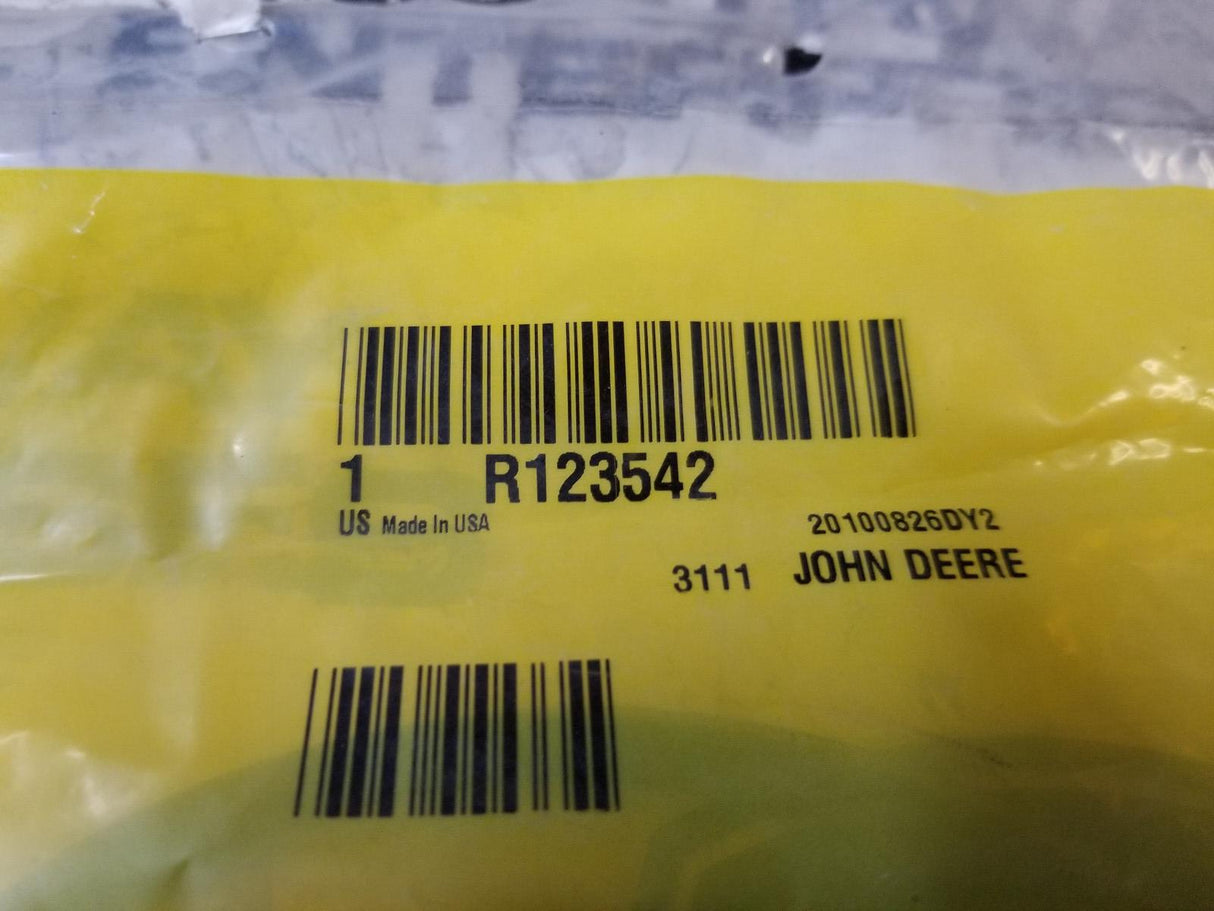 1 R123542
US Made In USA 20100826DY2
3111 JOHN DEERE